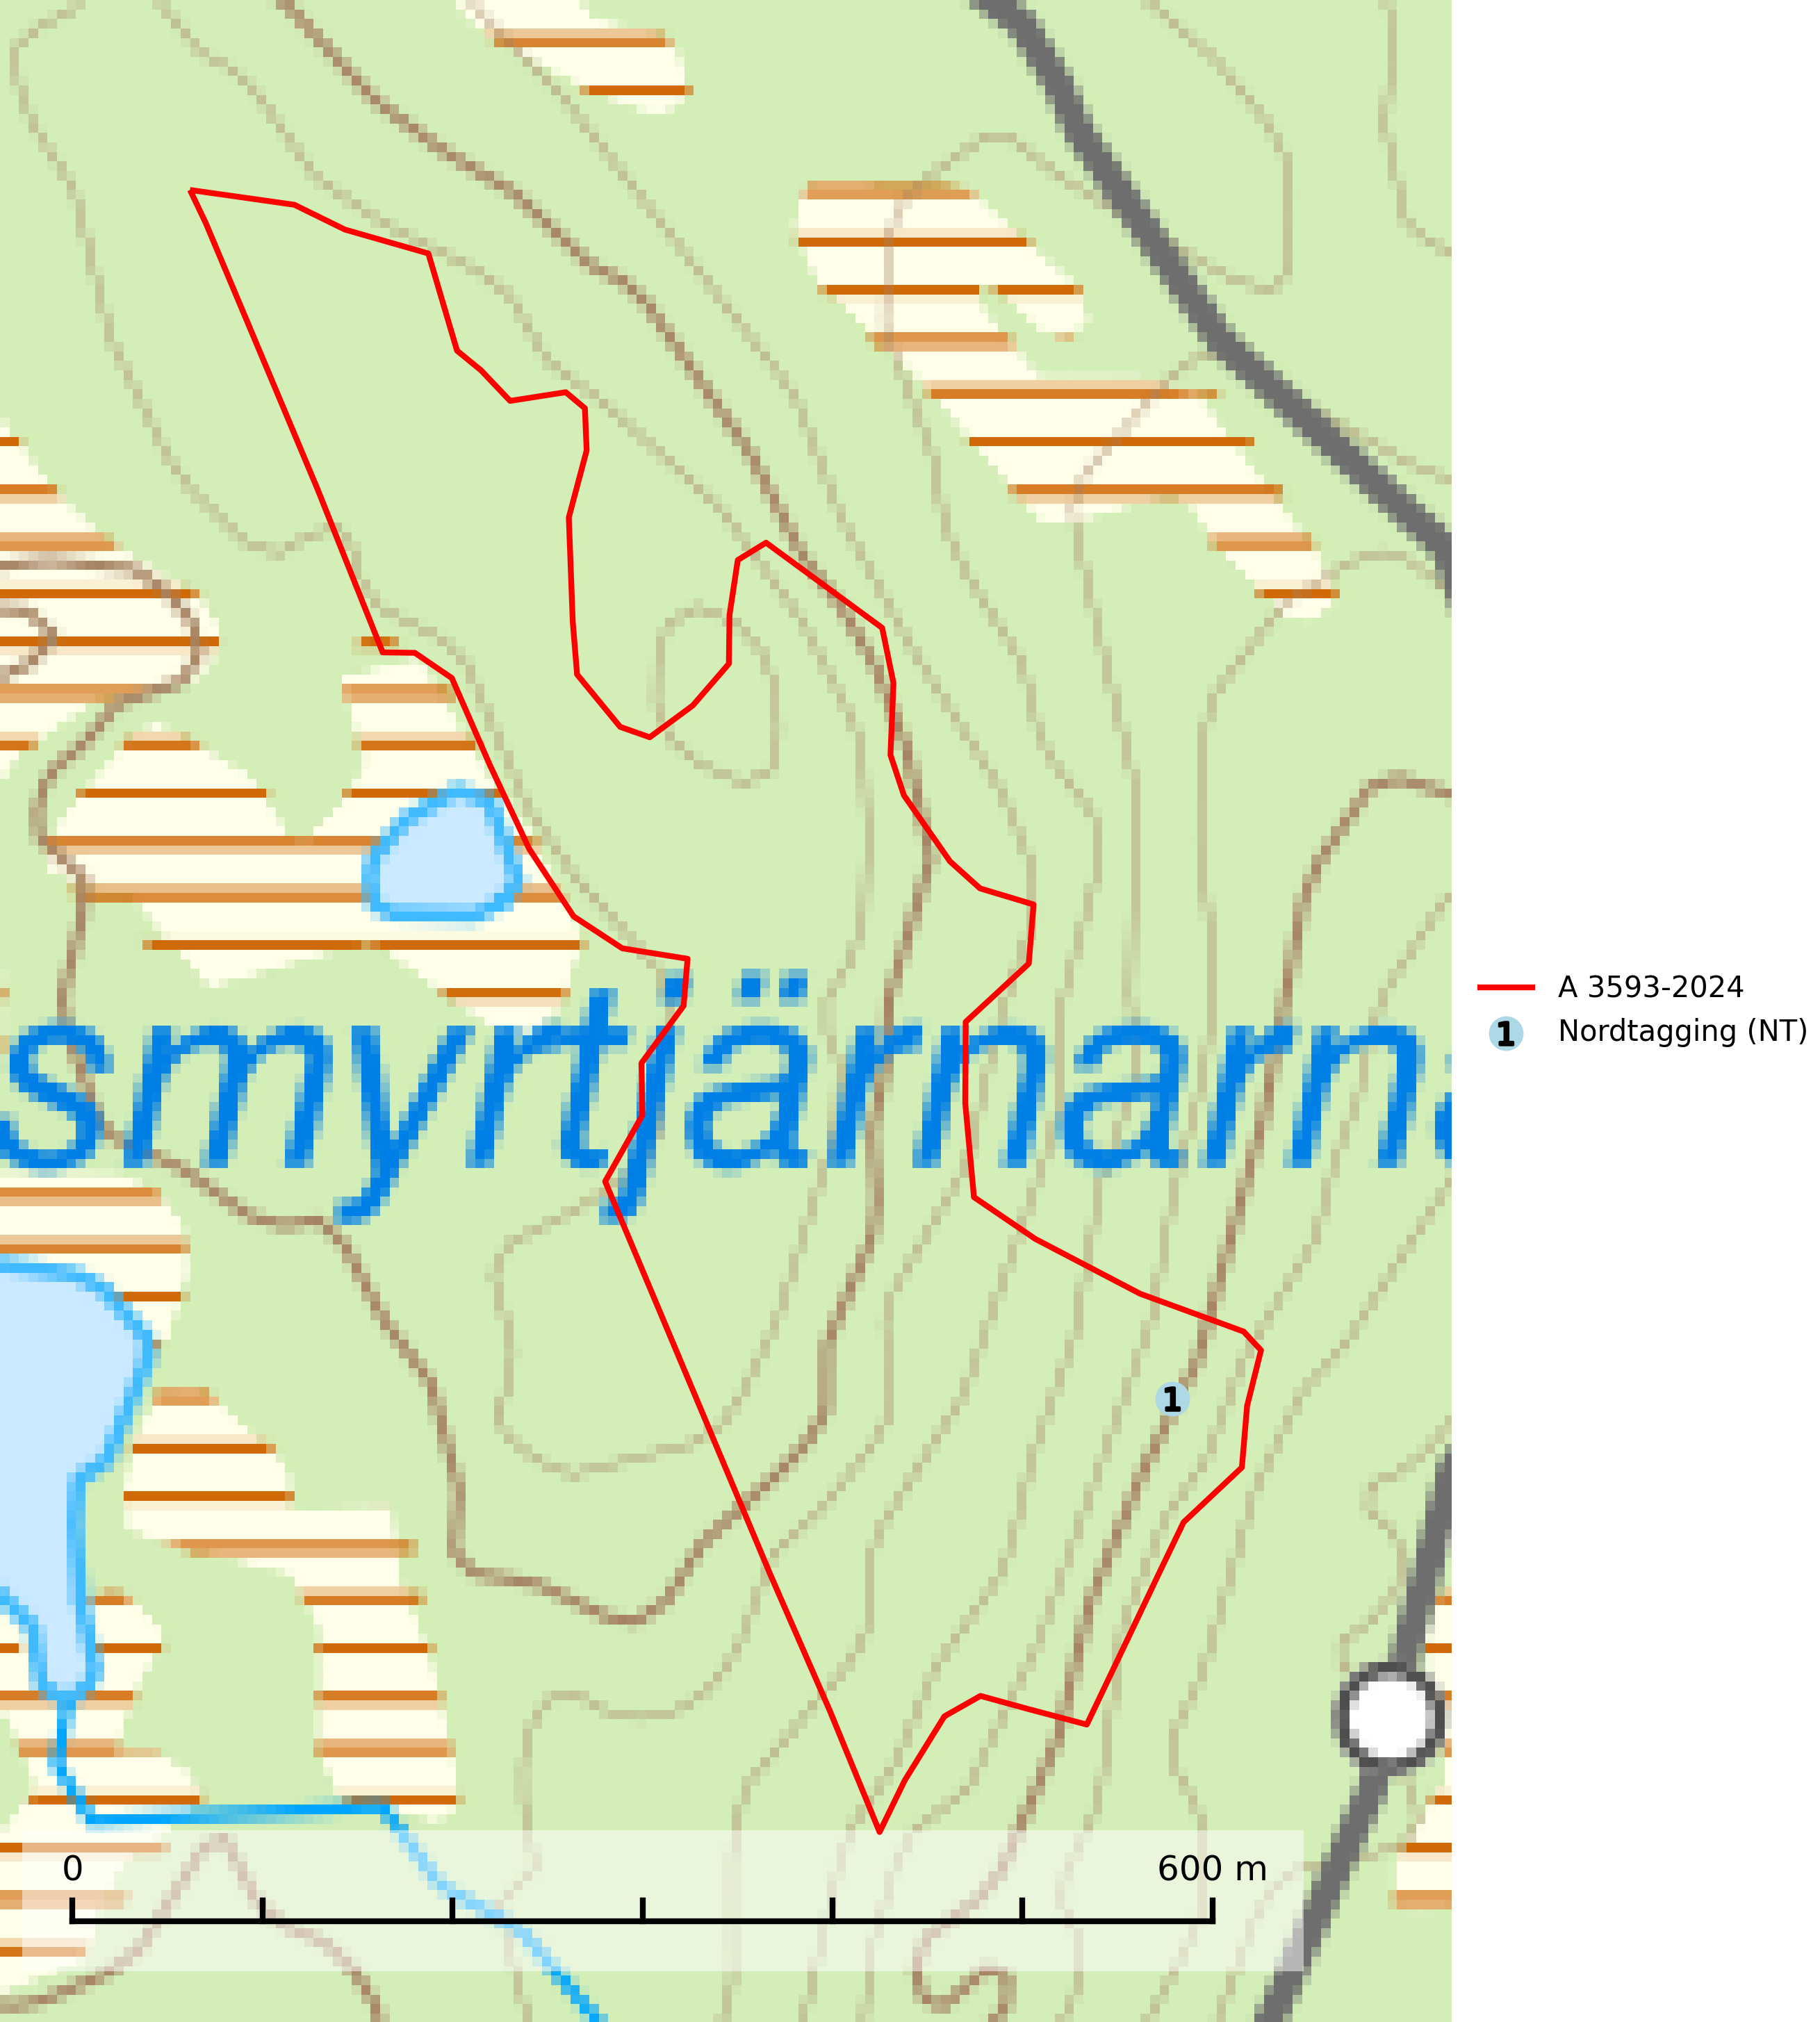 smyrtjärnarna
A 3593-2024
1 Nordtagging (NT)
1
0 600 m